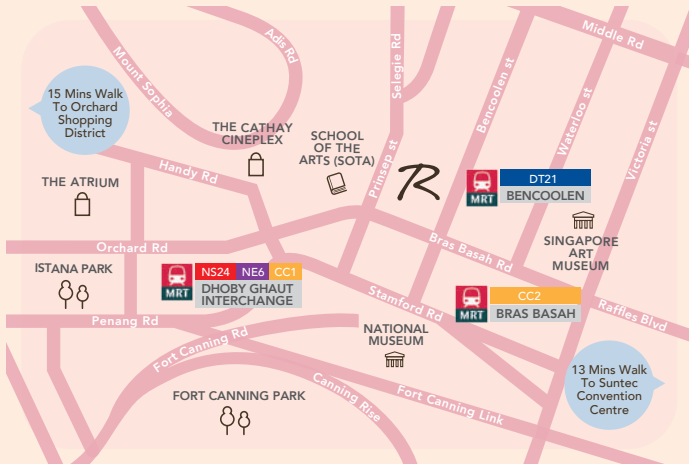 Middle Rd
Adis Rd
Selegie Rd
Mount Sophia
Bencoolen st
15 Mins Walk
To Orchard
Shopping
District
Waterloo st
THE CATHAY
CINEPLEX
SCHOOL
OF THE
ARTS (SOTA)
Victoria st
Handy Rd
Prinsep st
R
DT21
MRT
BENCOOLEN
THE ATRIUM
Orchard Rd
Bras Basah Rd
SINGAPORE
ART
MUSEUM
ISTANA PARK
NS24 NE6 CC1
MRT
DHOBY GHAUT
INTERCHANGE
Stamford Rd
CC2
MRT
BRAS BASAH
Raffles Blvd
Penang Rd
NATIONAL
MUSEUM
Fort Canning Rd
13 Mins Walk
To Suntec
Convention
Centre
FORT CANNING PARK
Canning Rise
Fort Canning Link